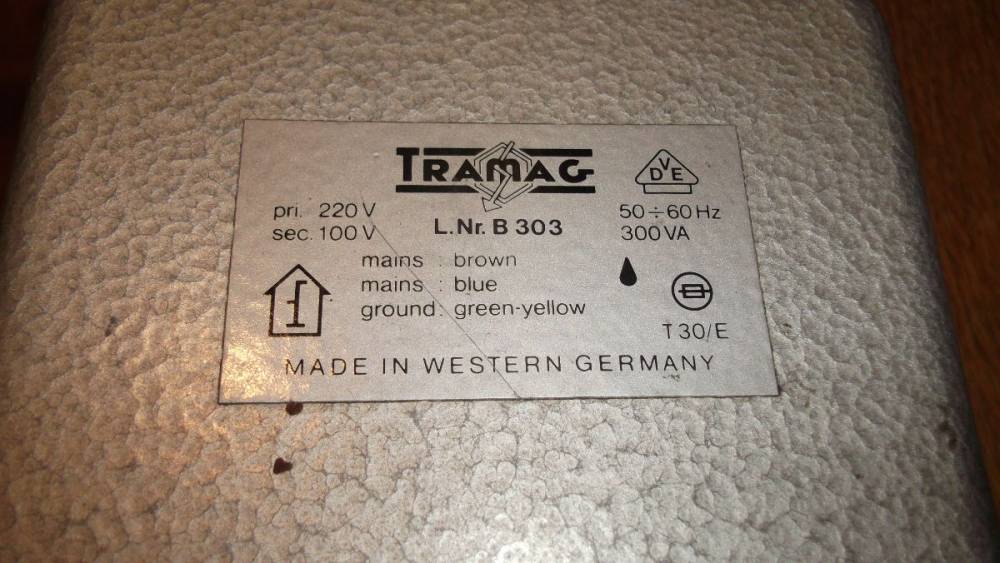 TRAMAG
VDE
pri. 220 V
sec. 100 V
L.Nr. B 303
50÷60 Hz
300 VA
mains : brown
mains : blue
ground : green-yellow
T 30/E
MADE IN WESTERN GERMANY